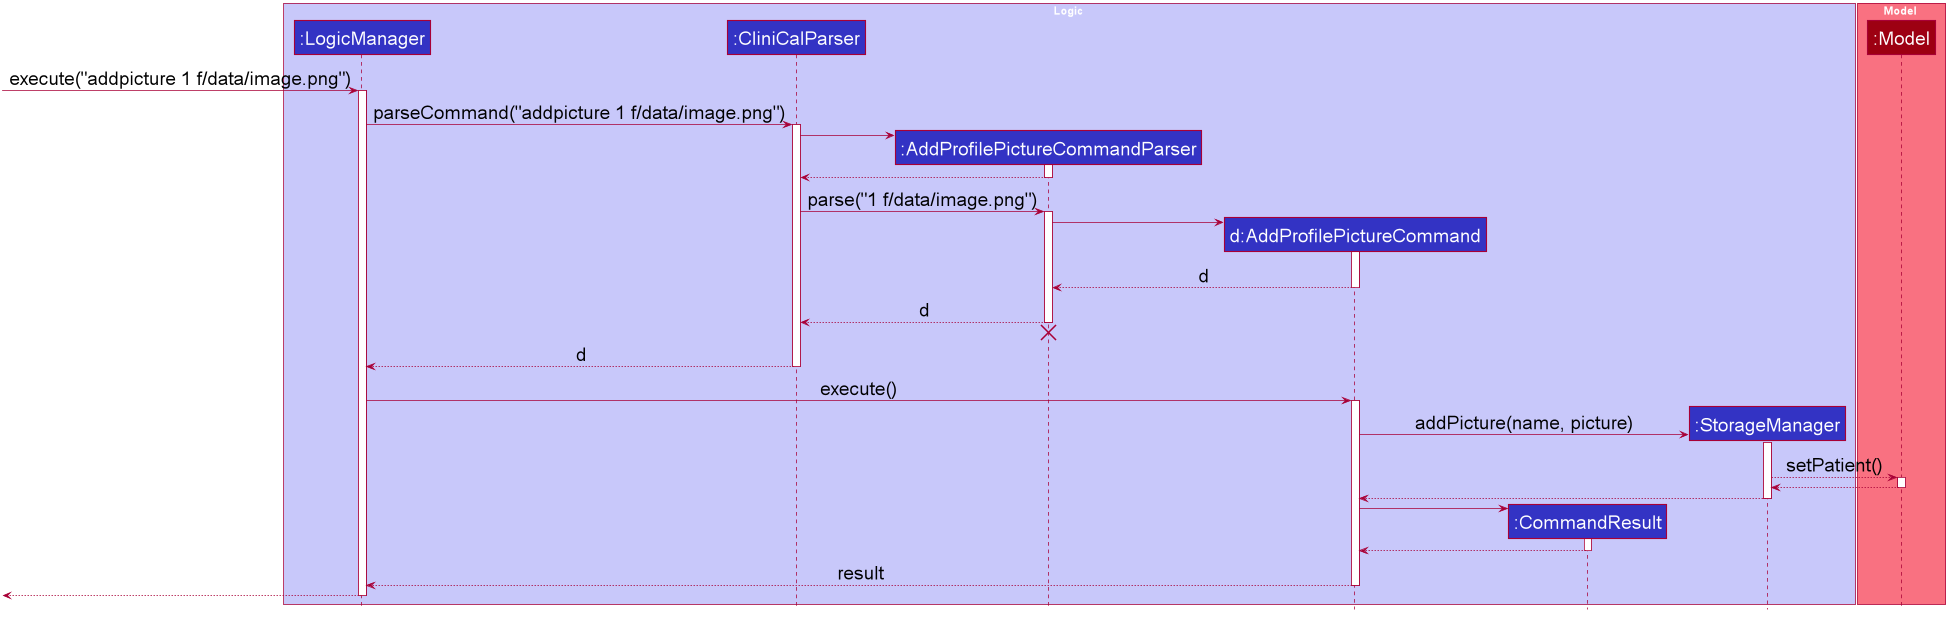 Logic
Model
:LogicManager
:CliniCalParser
:Model
execute("addpicture 1 f/data/image.png")
parseCommand("addpicture 1 f/data/image.png")
:AddProfilePictureCommandParser
parse("1 f/data/image.png")
d:AddProfilePictureCommand
d
d
d
execute()
addPicture(name, picture)
:StorageManager
setPatient()
:CommandResult
result